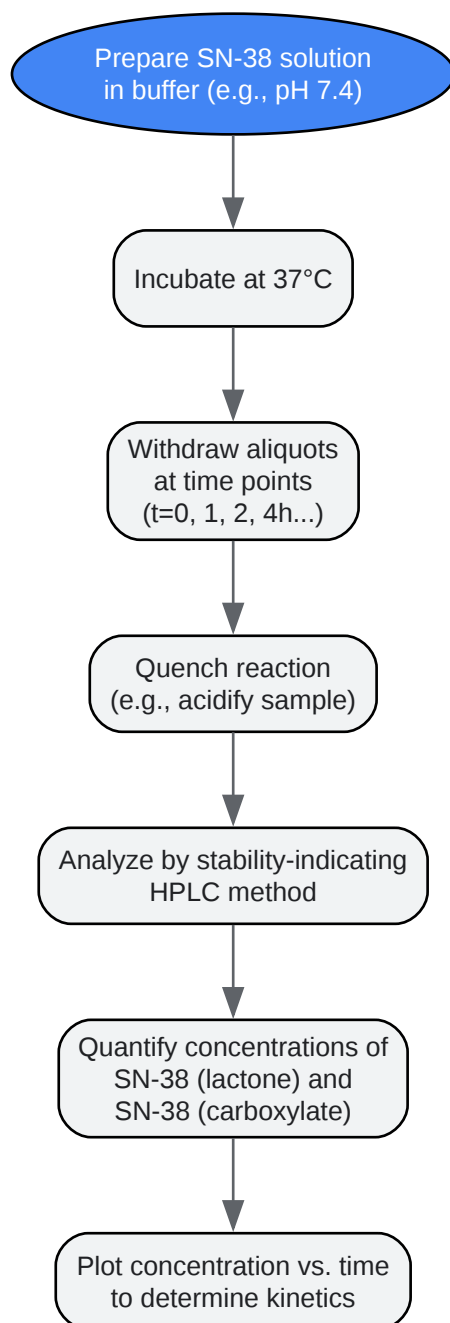 Prepare SN-38 solution
in buffer (e.g., pH 7.4)
Incubate at 37°C
Withdraw aliquots
at time points
(t=0, 1, 2, 4h...)
Quench reaction
(e.g., acidify sample)
Analyze by stability-indicating
HPLC method
Quantify concentrations of
SN-38 (lactone) and
SN-38 (carboxylate)
Plot concentration vs. time
to determine kinetics